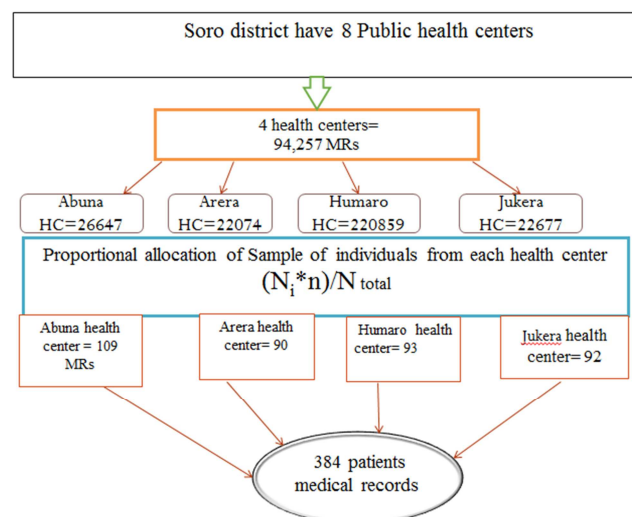 Soro district have 8 Public health centers
4 health centers=
94,257 MRs
Abuna
HC=26647
Arera
HC=22074
Humaro
HC=220859
Jukera
HC=22677
Proportional allocation of Sample of individuals from each health center
(Ni*n)/N total
Abuna health
center = 109
MRs
Arera health
center= 90
Humaro health
center= 93
Jukera health
center= 92
384 patients
medical records